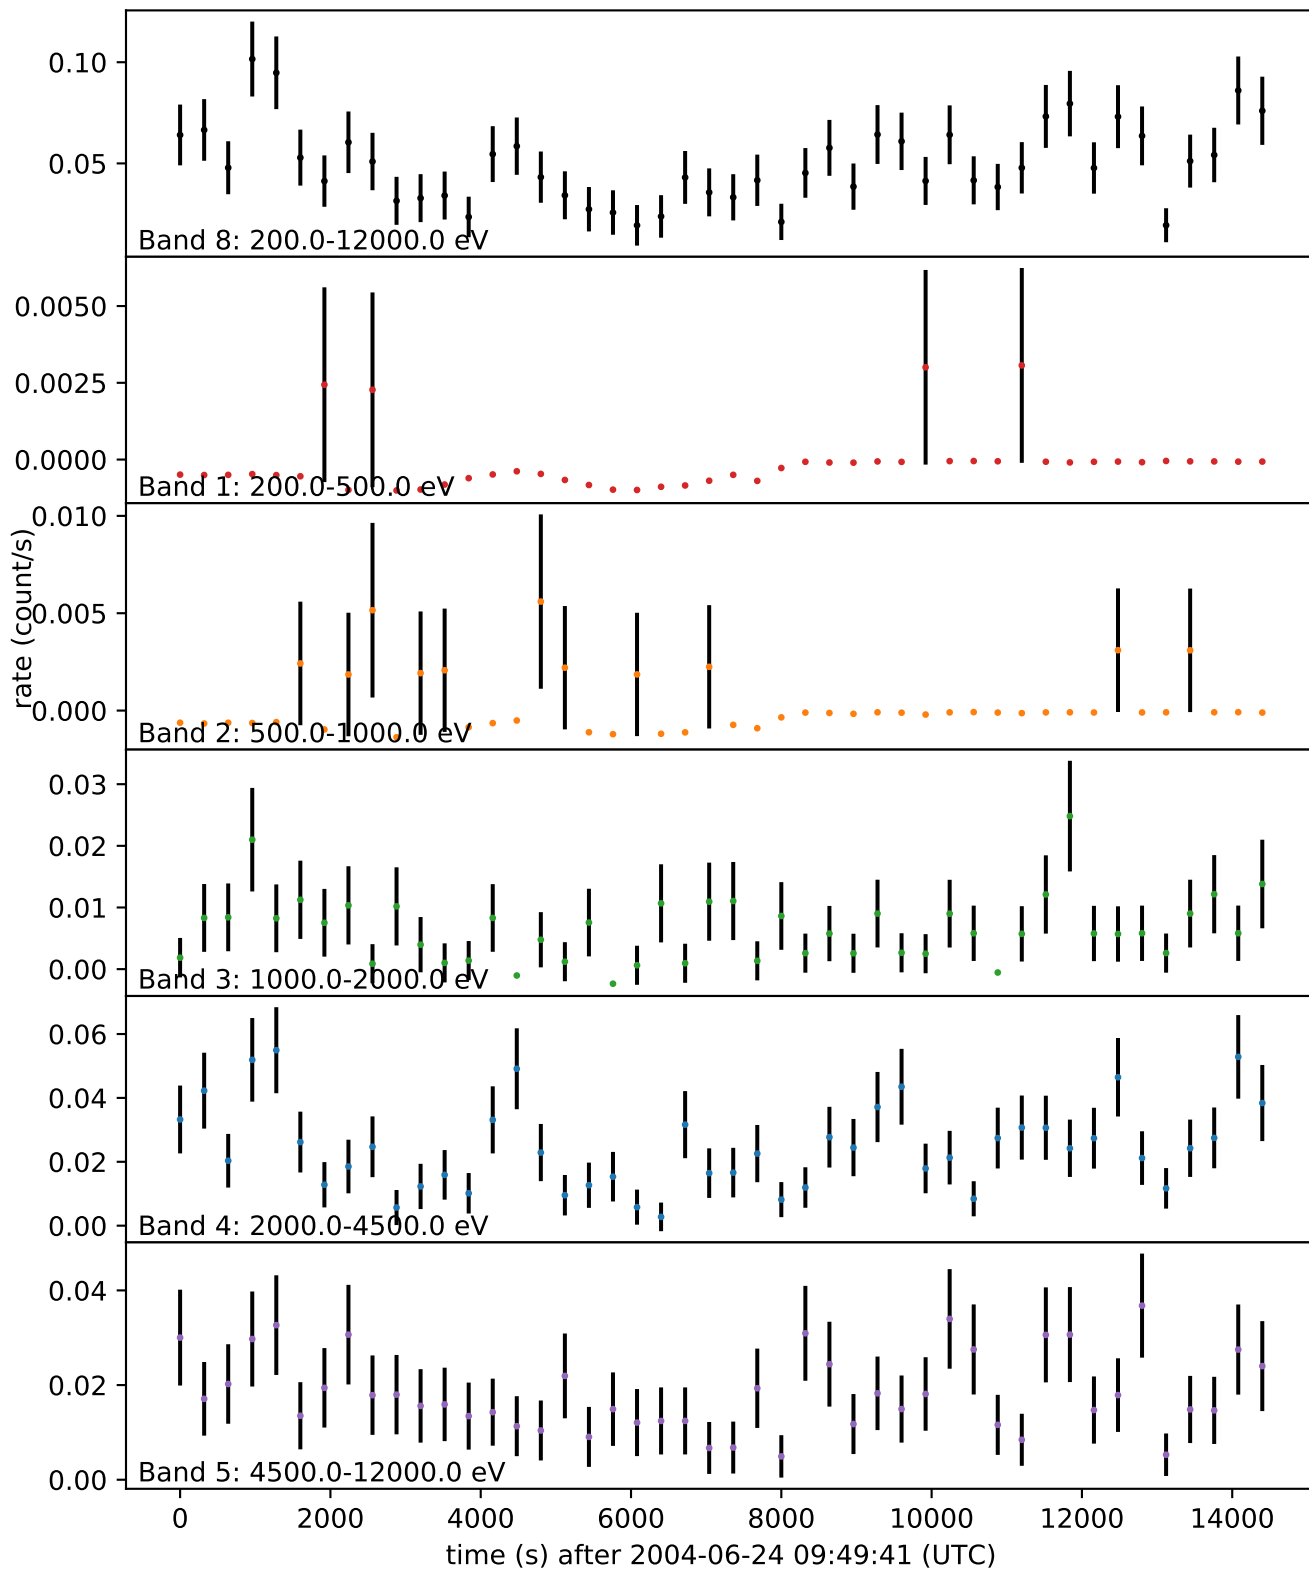 0.10
0.05
Band 8: 200.0-12000.0 eV
0.0050
0.0025
0.0000
Band 1: 200.0-500.0 eV
rate (count/s)
0.010
0.005
0.000
Band 2: 500.0-1000.0 eV
0.03
0.02
0.01
0.00
Band 3: 1000.0-2000.0 eV
0.06
0.04
0.02
0.00
Band 4: 2000.0-4500.0 eV
0.04
0.02
0.00
Band 5: 4500.0-12000.0 eV
0 2000 4000 6000 8000 10000 12000 14000
time (s) after 2004-06-24 09:49:41 (UTC)